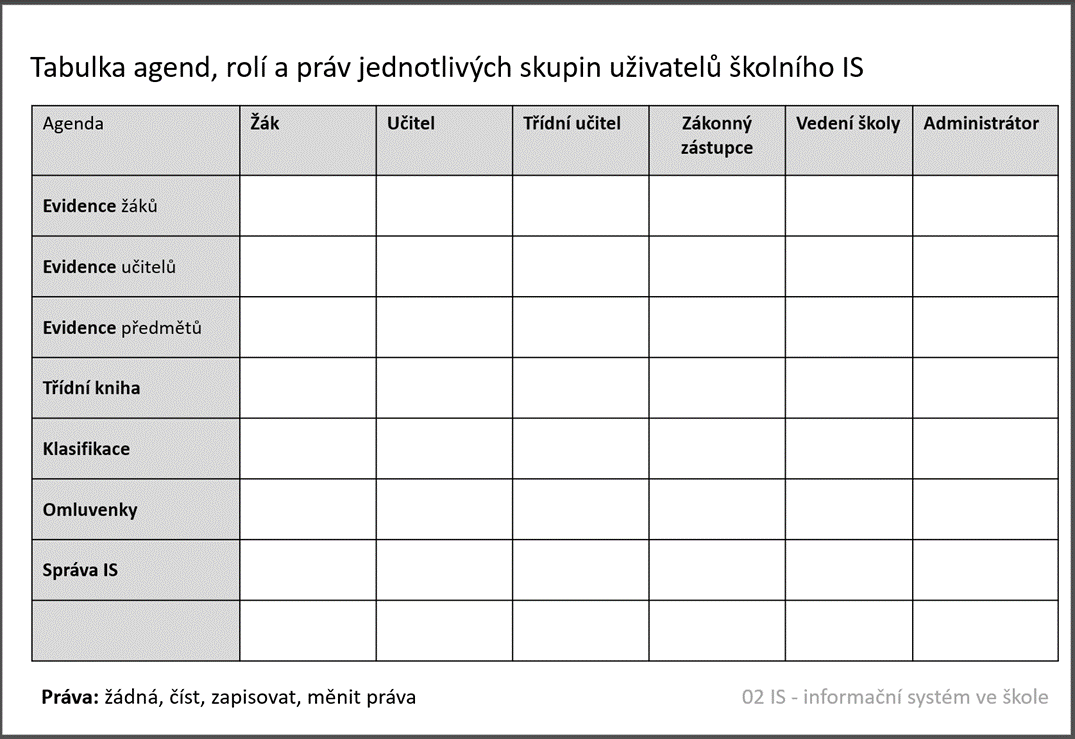 Tabulka agend, rolí a práv jednotlivých skupin uživatelů školního IS
Agenda
Žák
Učitel
Třídní učitel
Zákonný
zástupce
Vedení školy
Administrátor
Evidence žáků
Evidence učitelů
Evidence předmětů
Třídní kniha
Klasifikace
Omluvenky
Správa IS
Práva: žádná, číst, zapisovat, měnit práva
02 IS - informační systém ve škole